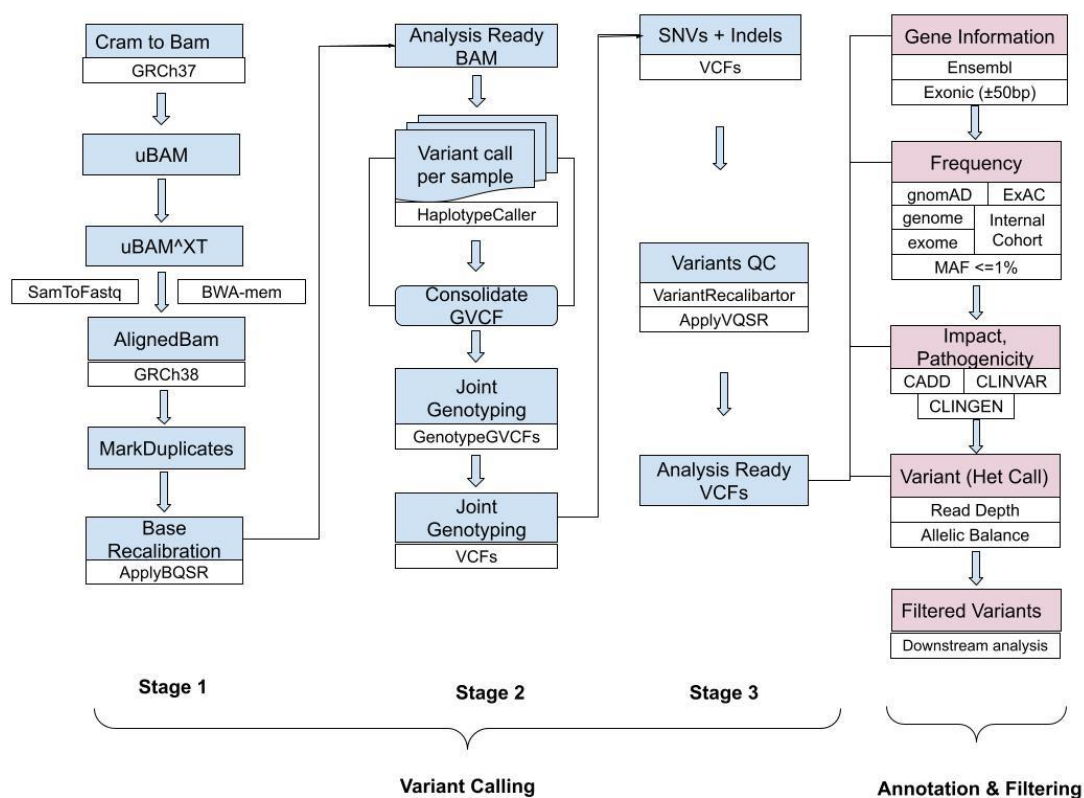 Cram to Bam
GRCh37
uBAM
uBAM^XT
SamToFastq
BWA-mem
AlignedBam
GRCh38
MarkDuplicates
Base
Recalibration
ApplyBQSR
Stage 1
Analysis Ready
BAM
Variant call
per sample
HaplotypeCaller
Consolidate
GVCF
Joint
Genotyping
GenotypeGVCFs
Joint
Genotyping
VCFs
Stage 2
SNVs + Indels
VCFs
Variants QC
VariantRecalibartor
ApplyVQSR
Analysis Ready
VCFs
Stage 3
Variant Calling
Gene Information
Ensembl
Exonic (±50bp)
Frequency
gnomAD
ExAC
genome
exome
Internal
Cohort
MAF <=1%
Impact,
Pathogenicity
CADD
CLINVAR
CLINGEN
Variant (Het Call)
Read Depth
Allelic Balance
Filtered Variants
Downstream analysis
Annotation & Filtering